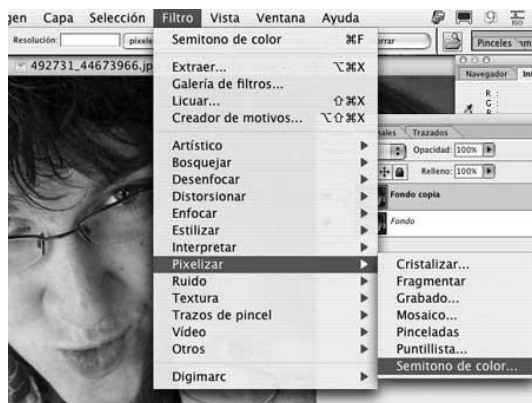 gen Capa Selección Filtro Vista Ventana Ayuda
Resolución:
Pinceles
492731_44673966.jp
Semitono de color ⌘F
Extraer... ⌥⌘X
Galería de filtros...
Licuar... ⇧⌘X
Creador de motivos... ⌥⇧⌘X
Artístico
Bosquejar
Desenfocar
Distorsionar
Enfocar
Estilizar
Interpretar
Pixelizar
Ruido
Textura
Trazos de pincel
Vídeo
Otros
Digimarc
Cristalizar...
Fragmentar
Grabado...
Mosaico...
Pinceladas
Puntillista...
Semitono de color...
Navegador
R :
G :
Trazados
Opacidad: 100%
Relleno: 100%
Fondo copia
Fondo